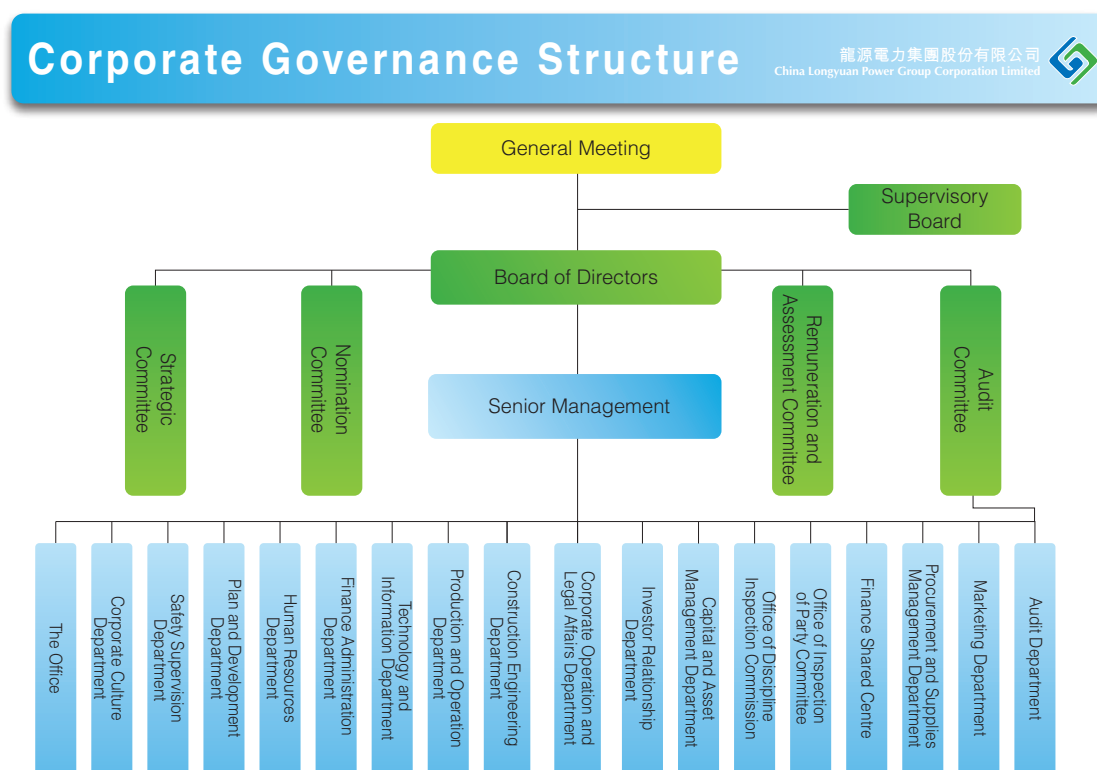 Corporate Governance Structure
龍源電力集團股份有限公司
China Longyuan Power Group Corporation Limited
General Meeting
Supervisory
Board
Board of Directors
Strategic
Committee
Nomination
Committee
Remuneration and
Assessment Committee
Audit
Committee
Senior Management
The Office
Corporate Culture
Department
Safety Supervision
Department
Plan and Development
Department
Human Resources
Department
Finance Administration
Department
Technology and
Information Department
Production and Operation
Department
Construction Engineering
Department
Corporate Operation and
Legal Affairs Department
Investor Relationship
Department
Capital and Asset
Management Department
Office of Discipline
Inspection Commission
Office of Inspection
of Party Committee
Finance Shared Centre
Procurement and Supplies
Management Department
Marketing Department
Audit Department